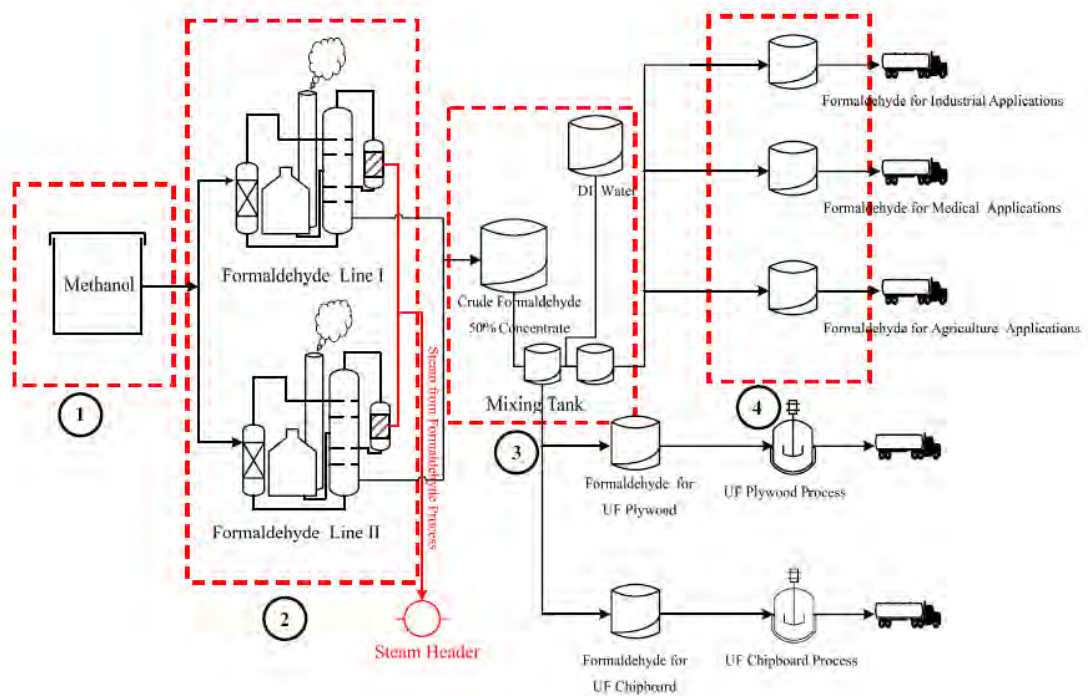 Methanol
1
Formaldehyde Line I
Formaldehyde Line II
2
Steam from Formaldehyde Process
Steam Header
DI Water
Crude Formaldehyde
50% Concentrate
Mixing Tank
3
Formaldehyde for Industrial Applications
Formaldehyde for Medical Applications
Formaldehyde for Agriculture Applications
4
Formaldehyde for
UF Plywood
UF Plywood Process
Formaldehyde for
UF Chipboard
UF Chipboard Process